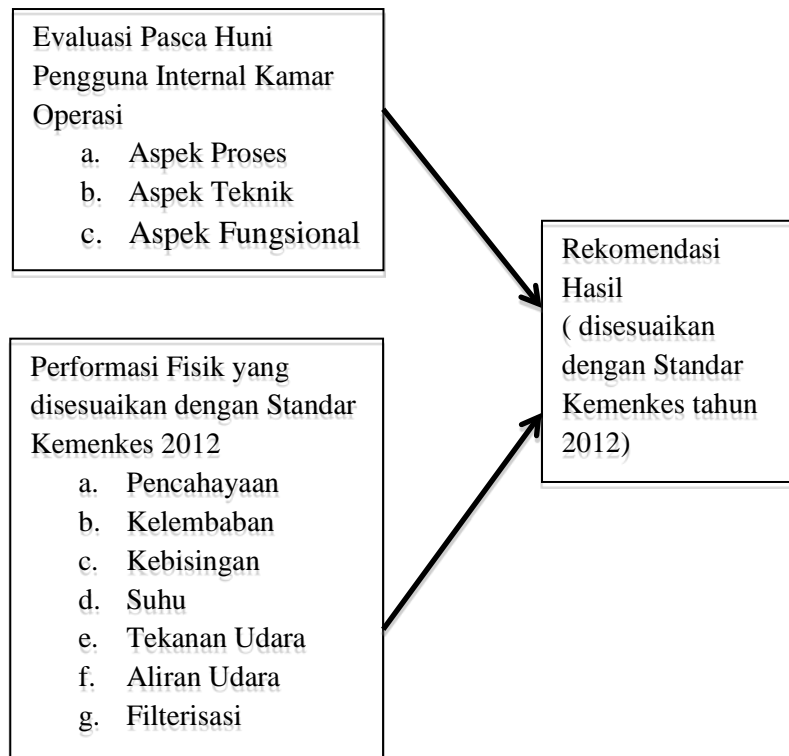 Evaluasi Pasca Huni
Pengguna Internal Kamar
Operasi
a. Aspek Proses
b. Aspek Teknik
c. Aspek Fungsional
Performasi Fisik yang
disesuaikan dengan Standar
Kemenkes 2012
a. Pencahayaan
b. Kelembaban
c. Kebisingan
d. Suhu
e. Tekanan Udara
f. Aliran Udara
g. Filterisasi
Rekomendasi
Hasil
( disesuaikan
dengan Standar
Kemenkes tahun
2012)